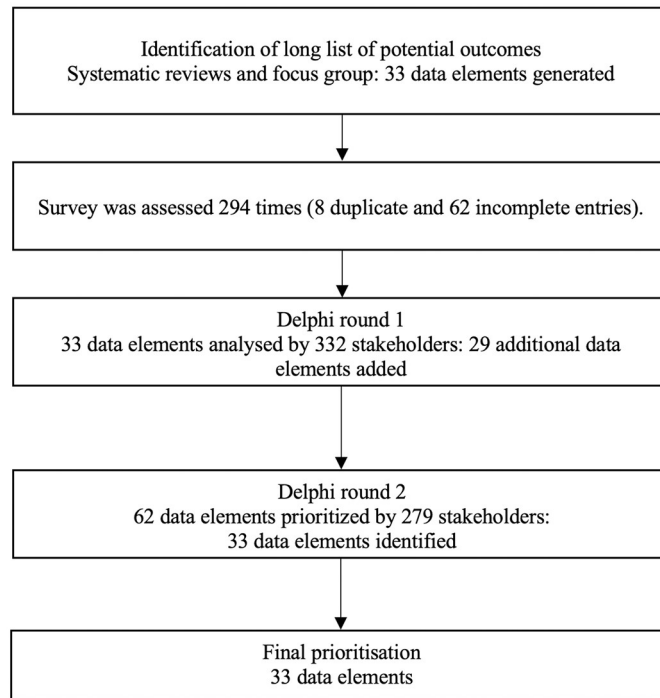 Identification of long list of potential outcomes
Systematic reviews and focus group: 33 data elements generated
Survey was assessed 294 times (8 duplicate and 62 incomplete entries).
Delphi round 1
33 data elements analysed by 332 stakeholders: 29 additional data
elements added
Delphi round 2
62 data elements prioritized by 279 stakeholders:
33 data elements identified
Final prioritisation
33 data elements